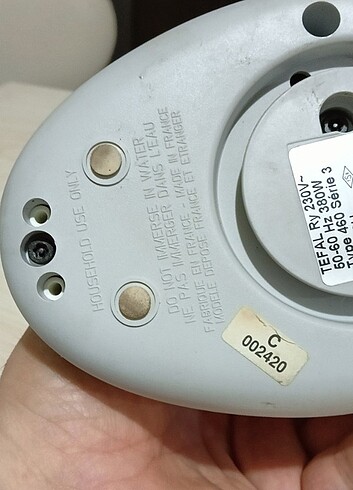 HOUSEHOLD USE ONLY
DO NOT IMMERSE IN WATER
NE PAS IMMERGER DANS L'EAU
FABRIQUE EN FRANCE - MADE IN FRANCE
MODELE DEPOSE FRANCE ET ETRANGER
TEFAL Ry 230V~
50-60 Hz 380W
460 Série 3
Type
C
002420